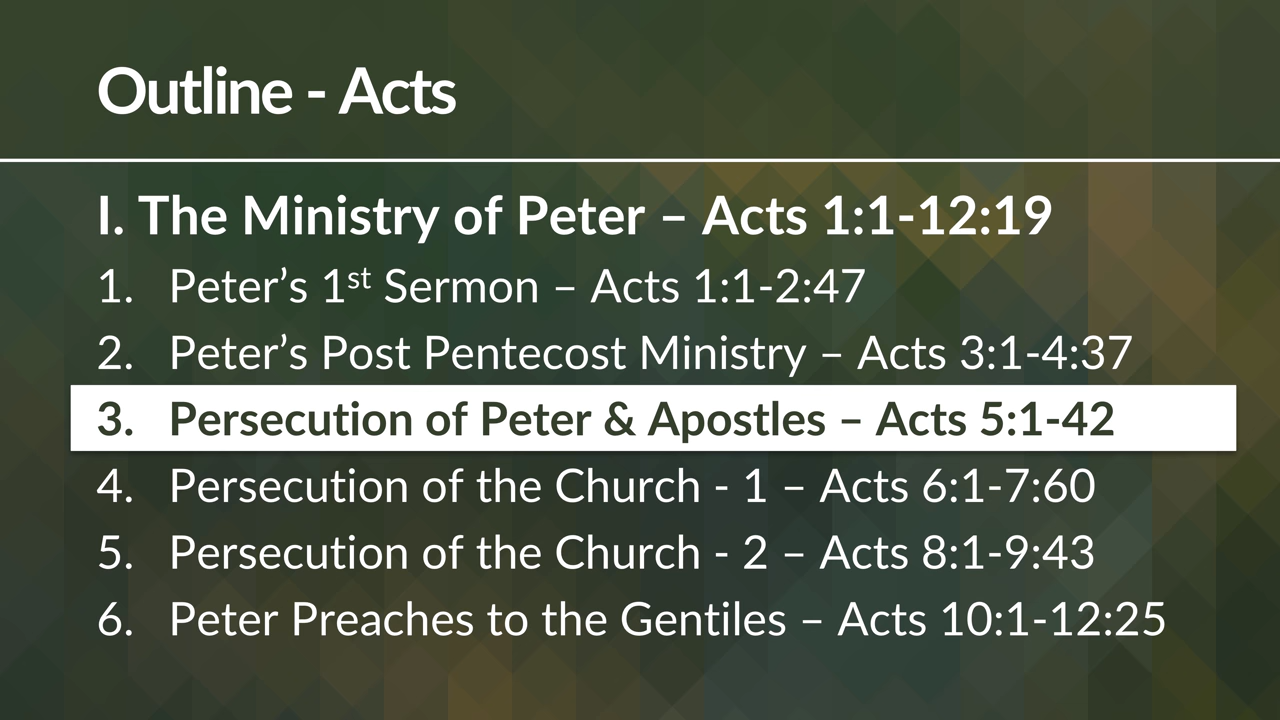 Outline - Acts
I. The Ministry of Peter – Acts 1:1-12:19
1. Peter’s 1st Sermon – Acts 1:1-2:47
2. Peter’s Post Pentecost Ministry – Acts 3:1-4:37
3. Persecution of Peter & Apostles – Acts 5:1-42
4. Persecution of the Church - 1 – Acts 6:1-7:60
5. Persecution of the Church - 2 – Acts 8:1-9:43
6. Peter Preaches to the Gentiles – Acts 10:1-12:25